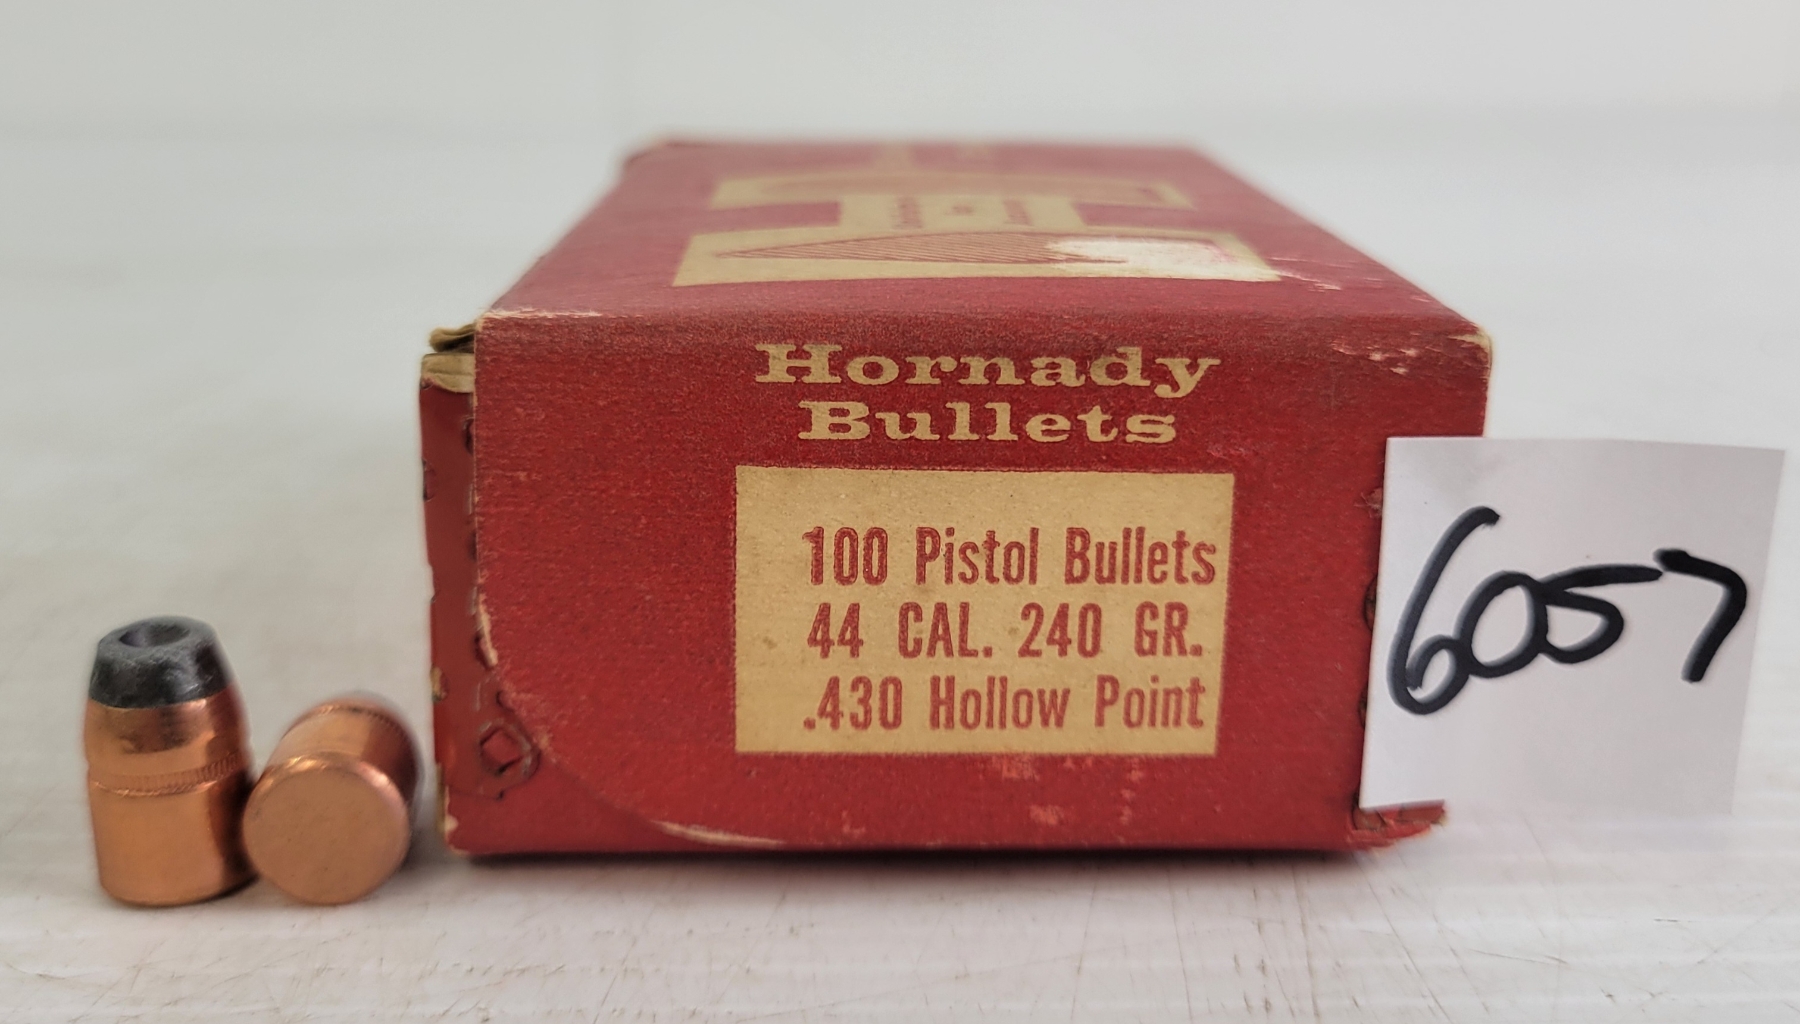 Hornady
Bullets
100 Pistol Bullets
44 CAL. 240 GR.
.430 Hollow Point
6057